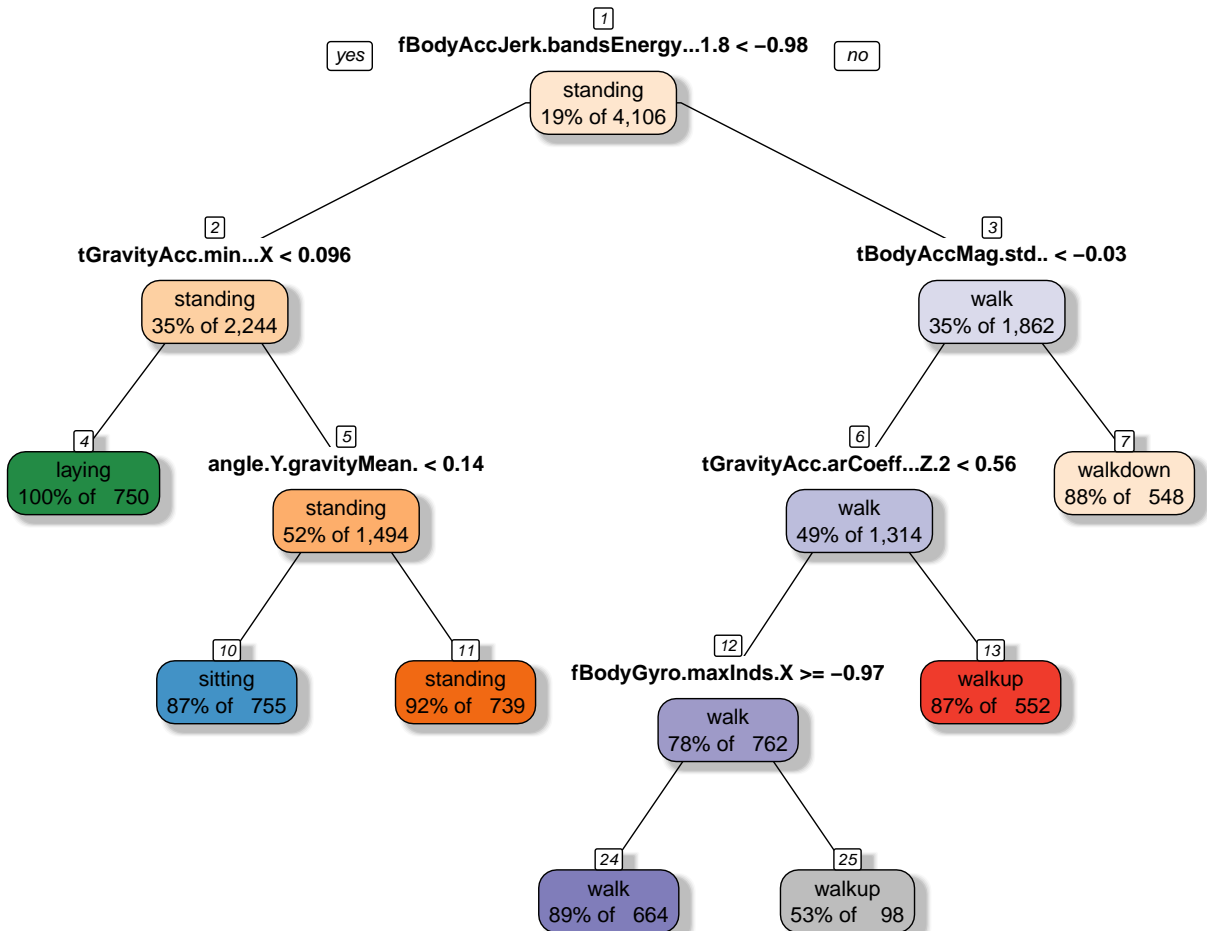 1
fBodyAccJerk.bandsEnergy...1.8 < −0.98
yes
no
standing
19% of 4,106
2
tGravityAcc.min...X < 0.096
standing
35% of 2,244
3
tBodyAccMag.std.. < −0.03
walk
35% of 1,862
4
laying
100% of 750
5
angle.Y.gravityMean. < 0.14
standing
52% of 1,494
6
tGravityAcc.arCoeff...Z.2 < 0.56
walk
49% of 1,314
7
walkdown
88% of 548
10
sitting
87% of 755
11
standing
92% of 739
12
fBodyGyro.maxInds.X >= −0.97
walk
78% of 762
13
walkup
87% of 552
24
walk
89% of 664
25
walkup
53% of 98